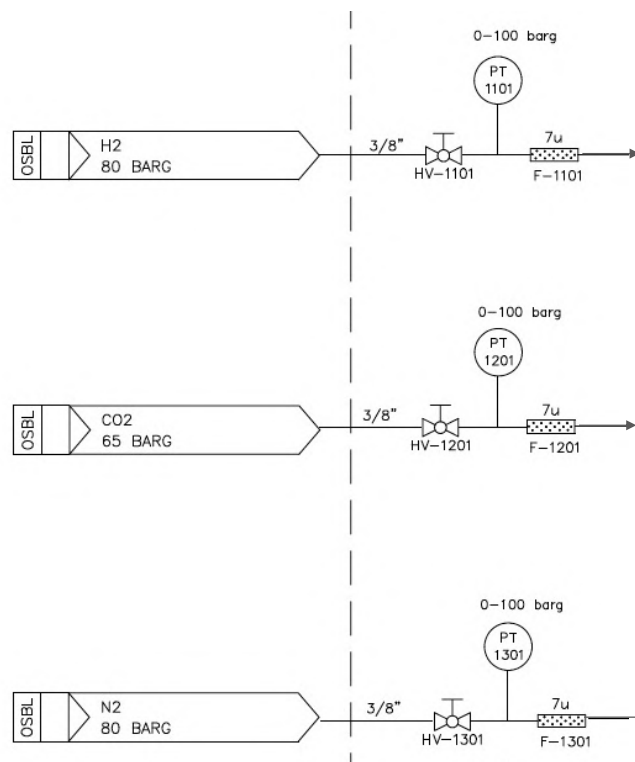 0-100 barg
PT
1101
OSBL
H2
80 BARG
3/8"
7u
HV-1101
F-1101
0-100 barg
PT
1201
OSBL
CO2
65 BARG
3/8"
7u
HV-1201
F-1201
0-100 barg
PT
1301
OSBL
N2
80 BARG
3/8"
7u
HV-1301
F-1301